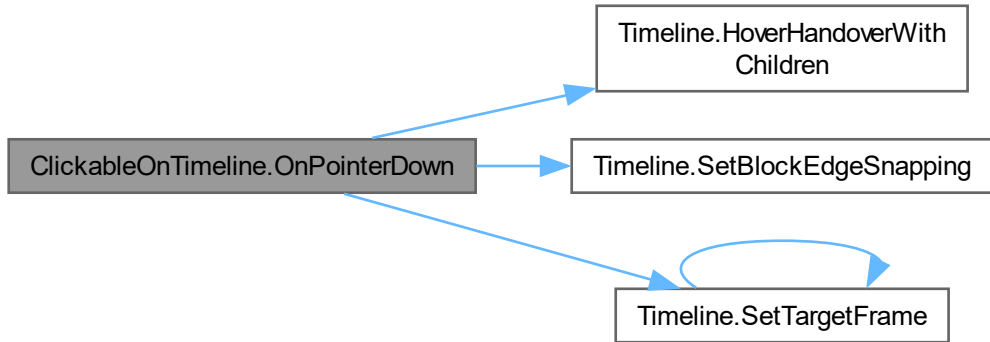 Timeline.HoverHandoverWith
Children
ClickableOnTimeline.OnPointerDown
Timeline.SetBlockEdgeSnapping
Timeline.SetTargetFrame